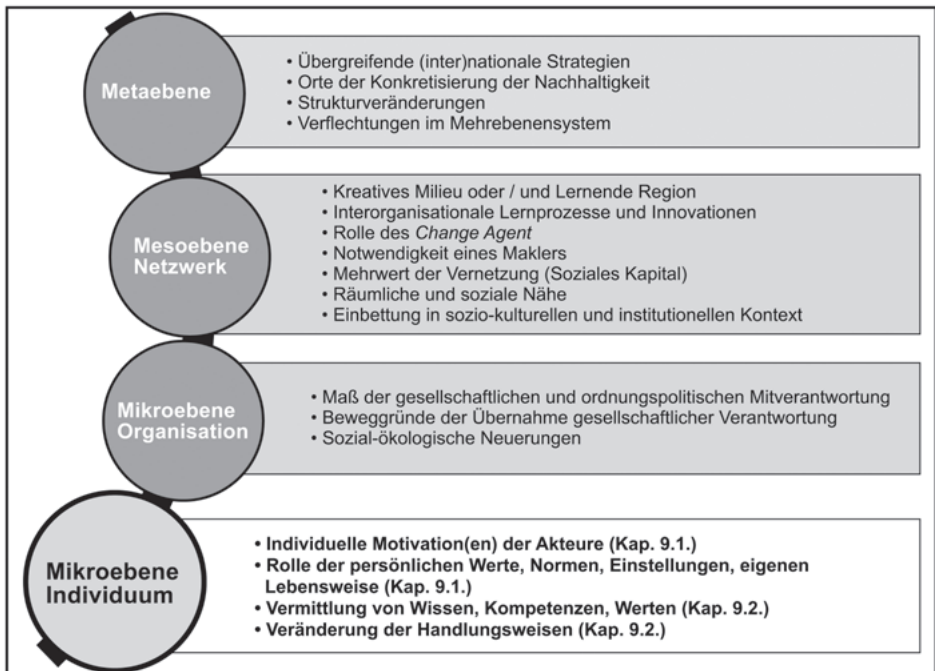 Metaebene
• Übergreifende (inter)nationale Strategien
• Orte der Konkretisierung der Nachhaltigkeit
• Strukturveränderungen
• Verflechtungen im Mehrebenensystem
Mesoebene
Netzwerk
• Kreatives Milieu oder / und Lernende Region
• Interorganisationale Lernprozesse und Innovationen
• Rolle des Change Agent
• Notwendigkeit eines Maklers
• Mehrwert der Vernetzung (Soziales Kapital)
• Räumliche und soziale Nähe
• Einbettung in sozio-kulturellen und institutionellen Kontext
Mikroebene
Organisation
• Maß der gesellschaftlichen und ordnungspolitischen Mitverantwortung
• Beweggründe der Übernahme gesellschaftlicher Verantwortung
• Sozial-ökologische Neuerungen
Mikroebene
Individuum
• Individuelle Motivation(en) der Akteure (Kap. 9.1.)
• Rolle der persönlichen Werte, Normen, Einstellungen, eigenen
Lebensweise (Kap. 9.1.)
• Vermittlung von Wissen, Kompetenzen, Werten (Kap. 9.2.)
• Veränderung der Handlungsweisen (Kap. 9.2.)